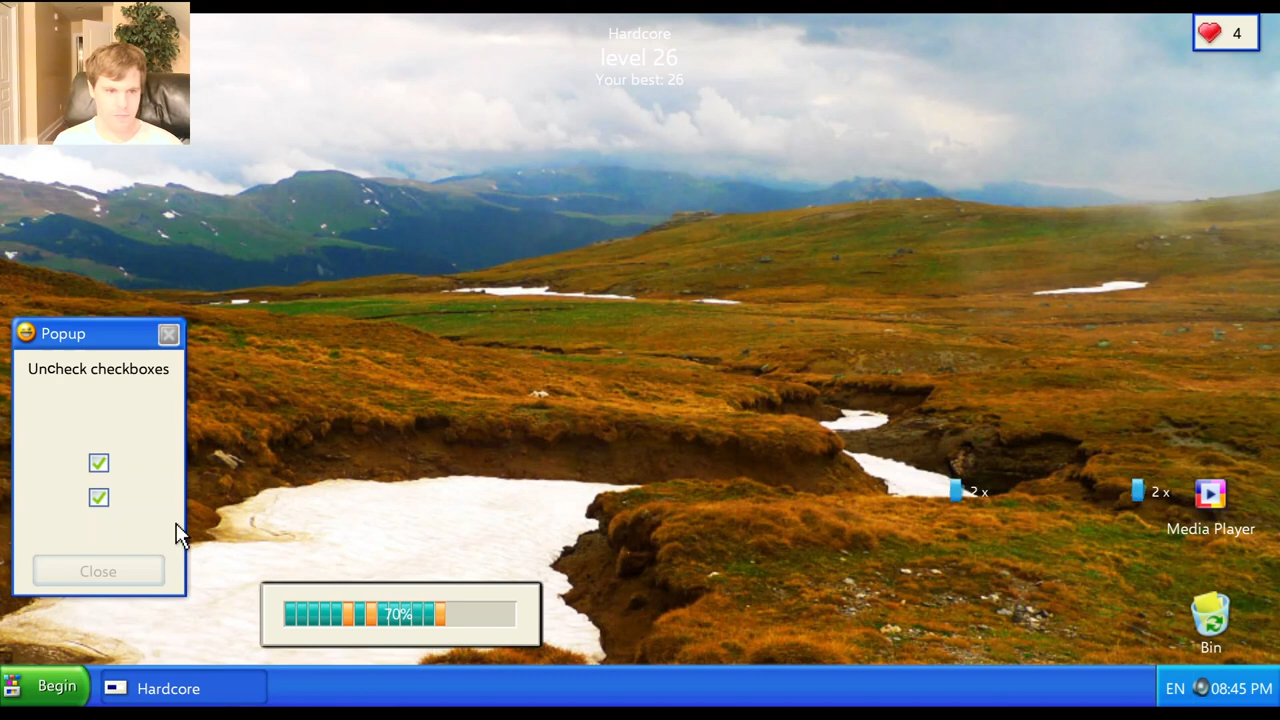 Hardcore
level 26
Your best: 26
4
Popup
Uncheck checkboxes
Close
70%
2 x
2 x
Media Player
Bin
Begin
Hardcore
EN
08:45 PM